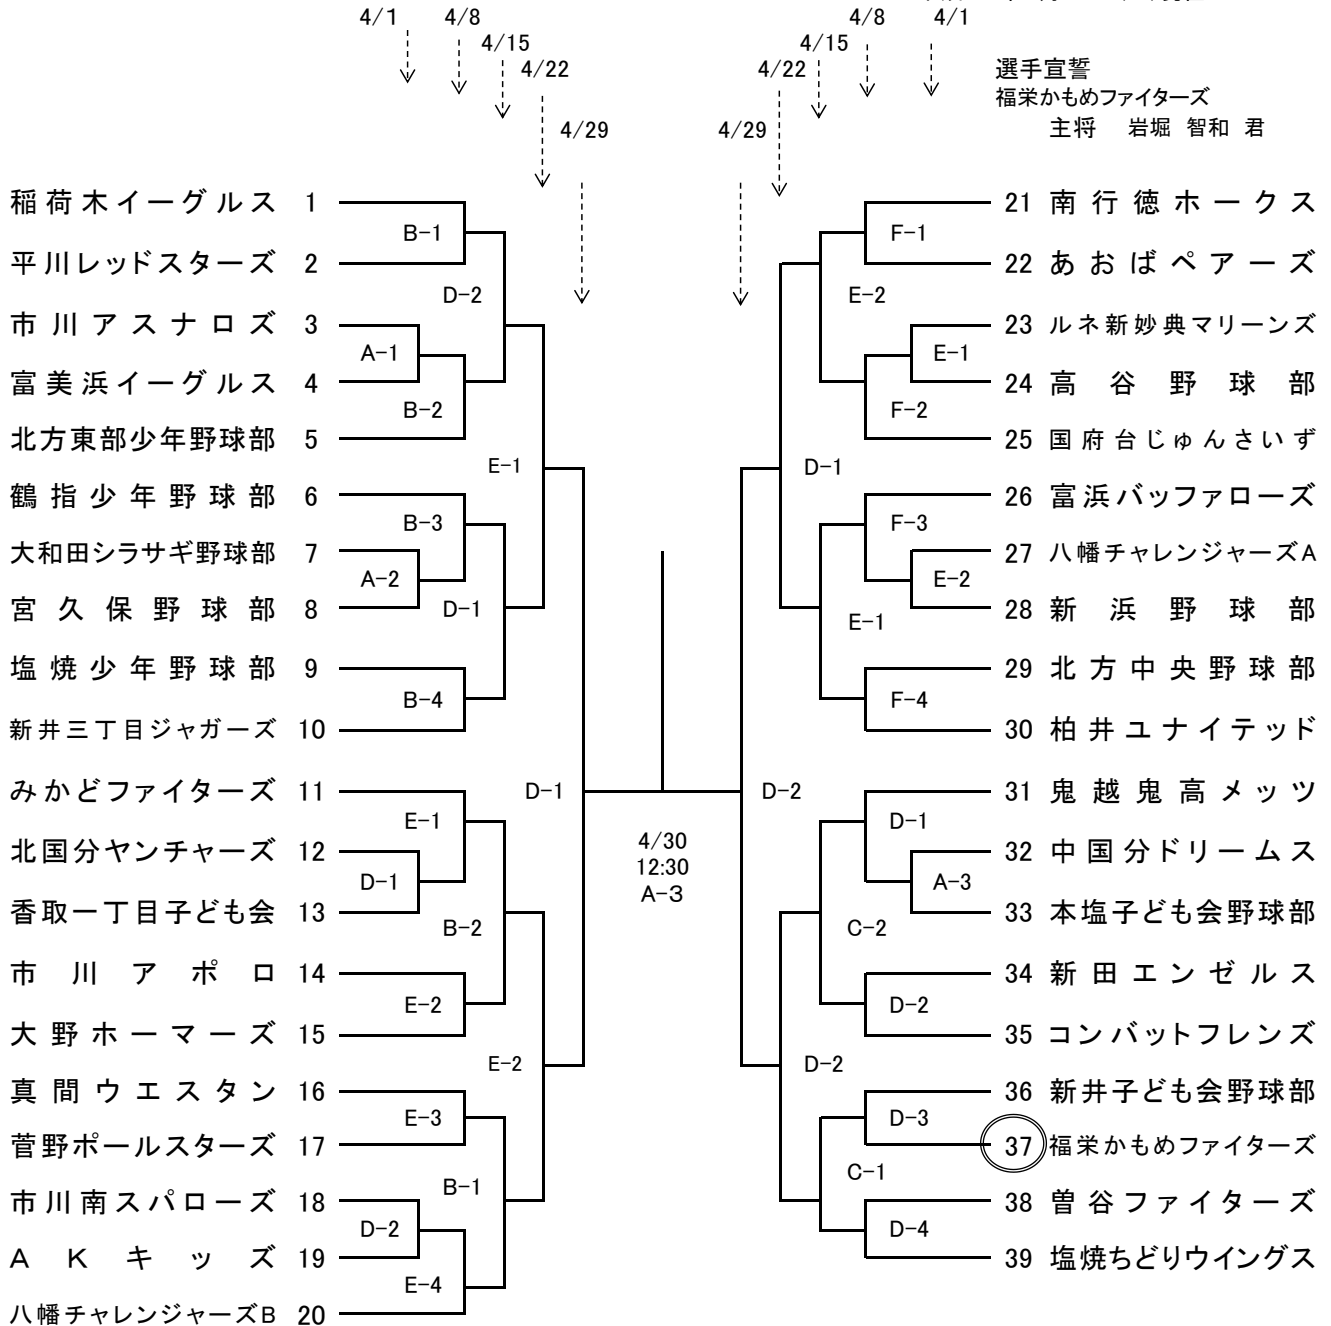 4/1
4/8
4/15
4/22
4/29
4/29
4/22
4/15
4/8
4/1
選手宣誓
福栄かもめファイターズ
主将 岩堀 智和 君
稲荷木イーグルス 1
平川レッドスターズ 2
市川アスナロズ 3
富美浜イーグルス 4
北方東部少年野球部 5
鶴指少年野球部 6
大和田シラサギ野球部 7
宮久保野球部 8
塩焼少年野球部 9
新井三丁目ジャガーズ 10
みかどファイターズ 11
北国分ヤンチャーズ 12
香取一丁目子ども会 13
市川アポロ 14
大野ホーマーズ 15
真間ウエスタン 16
菅野ポールスターズ 17
市川南スパローズ 18
AKキッズ 19
八幡チャレンジャーズB 20
B-1
D-2
A-1
B-2
E-1
B-3
A-2
D-1
B-4
D-1
E-1
D-1
B-2
E-2
E-2
E-3
B-1
D-2
E-4
4/30
12:30
A-3
F-1
E-2
E-1
F-2
D-1
F-3
E-2
E-1
F-4
D-2
D-1
A-3
C-2
D-2
D-2
D-3
C-1
D-4
21 南行徳ホークス
22 あおばベアーズ
23 ルネ新妙典マリーンズ
24 高谷野球部
25 国府台じゅんさいず
26 富浜バッファローズ
27 八幡チャレンジャーズA
28 新浜野球部
29 北方中央野球部
30 柏井ユナイテッド
31 鬼越鬼高メッツ
32 中国分ドリームス
33 本塩子ども会野球部
34 新田エンゼルス
35 コンバットフレンズ
36 新井子ども会野球部
37 福栄かもめファイターズ
38 曽谷ファイターズ
39 塩焼ちどりウイングス